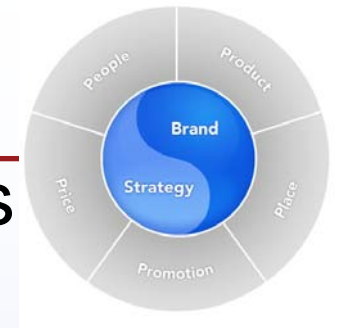 People
Product
Brand
Strategy
S
Price
Place
Promotion